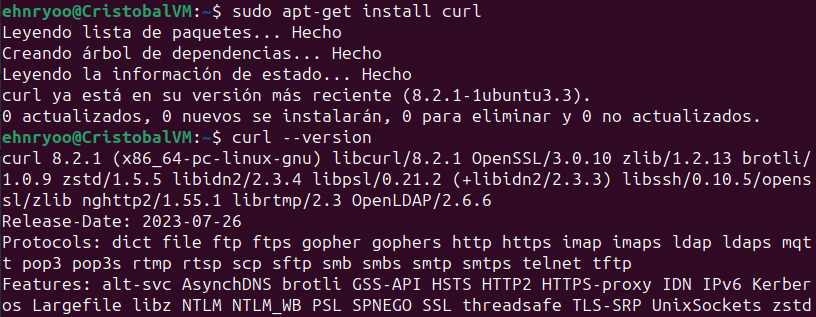 ehnryoo@CristobalVM:~$ sudo apt-get install curl
Leyendo lista de paquetes... Hecho
Creando árbol de dependencias... Hecho
Leyendo la información de estado... Hecho
curl ya está en su versión más reciente (8.2.1-1ubuntu3.3).
0 actualizados, 0 nuevos se instalarán, 0 para eliminar y 0 no actualizados.
ehnryoo@CristobalVM:~$ curl --version
curl 8.2.1 (x86_64-pc-linux-gnu) libcurl/8.2.1 OpenSSL/3.0.10 zlib/1.2.13 brotli/
1.0.9 zstd/1.5.5 libidn2/2.3.4 libpsl/0.21.2 (+libidn2/2.3.3) libssh/0.10.5/opens
sl/zlib nghttp2/1.55.1 librtmp/2.3 OpenLDAP/2.6.6
Release-Date: 2023-07-26
Protocols: dict file ftp ftps gopher gophers http https imap imaps ldap ldaps mqt
t pop3 pop3s rtmp rtsp scp sftp smb smbs smtp smtps telnet tftp
Features: alt-svc AsynchDNS brotli GSS-API HSTS HTTP2 HTTPS-proxy IDN IPv6 Kerber
os Largefile libz NTLM NTLM_WB PSL SPNEGO SSL threadsafe TLS-SRP UnixSockets zstd